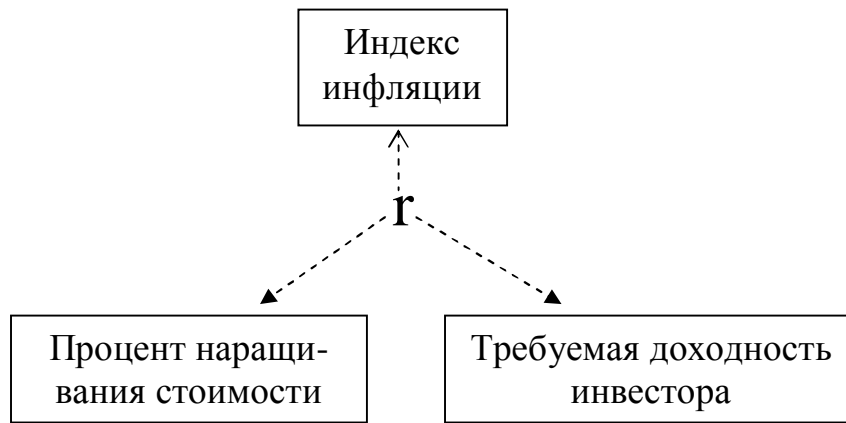 Индекс
инфляции
r
Процент наращи-
вания стоимости
Требуемая доходность
инвестора